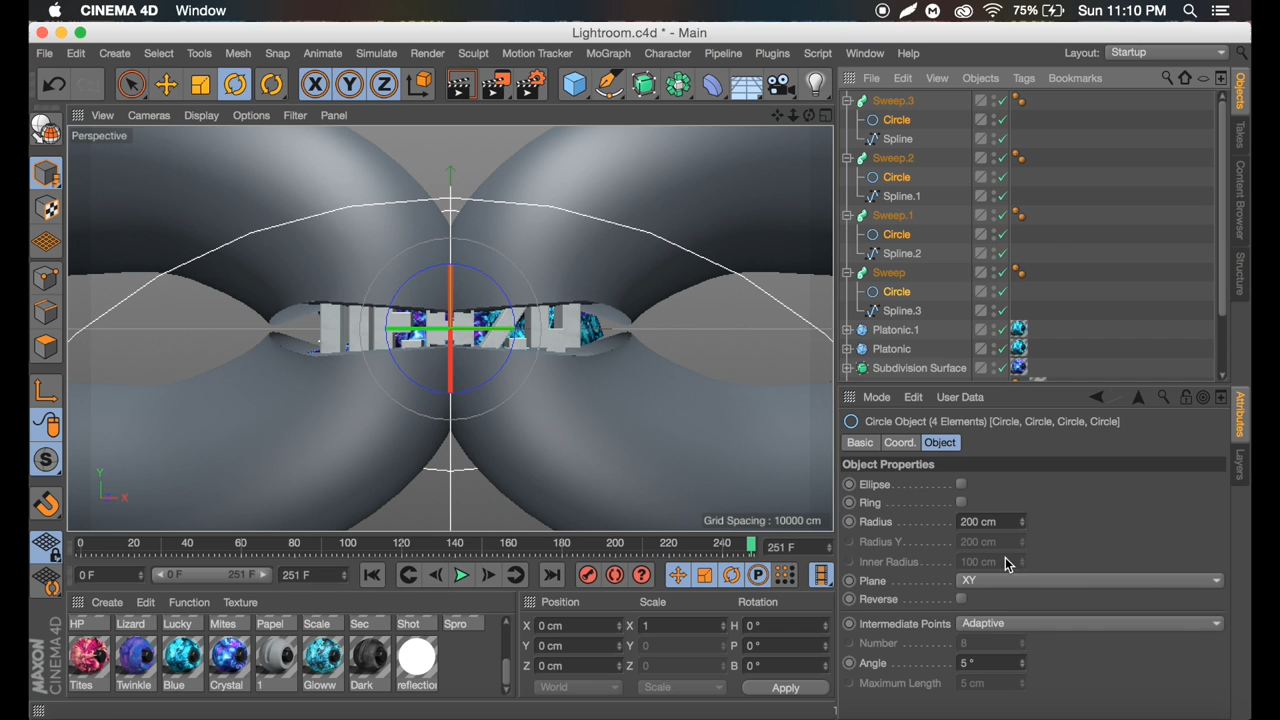 CINEMA 4D Window 75% Sun 11:10 PM
Lightroom.c4d * - Main
File Edit Create Select Tools Mesh Snap Animate Simulate Render Sculpt Motion Tracker MoGraph Character Pipeline Plugins Script Window Help Layout: Startup
X Y Z
File Edit View Objects Tags Bookmarks
View Cameras Display Options Filter Panel
Perspective
Sweep.3
Circle
Spline
Sweep.2
Circle
Spline.1
Sweep.1
Circle
Spline.2
Sweep
Circle
Spline.3
Platonic.1
Platonic
Subdivision Surface
Objects
Takes
Content Browser
Structure
Y
X
Grid Spacing : 10000 cm
Mode Edit User Data
Circle Object (4 Elements) [Circle, Circle, Circle, Circle]
Basic Coord. Object
Object Properties
Ellipse
Ring
Radius 200 cm
Radius Y 200 cm
Inner Radius 100 cm
Plane XY
Reverse
Intermediate Points Adaptive
Number 8
Angle 5 °
Maximum Length 5 cm
Attributes
Layers
0 20 40 60 80 100 120 140 160 180 200 220 240 251 F
0 F 0 F 251 F 251 F
Create Edit Function Texture
HP Lizard Lucky Mites Papel Scale Sec Shot Spro
Tites Twinkle Blue Crystal 1 Gloww Dark reflection
Position Scale Rotation
X 0 cm X 1 H 0 °
Y 0 cm Y 0 P 0 °
Z 0 cm Z 0 B 0 °
World Scale Apply
MAXON CINEMA 4D